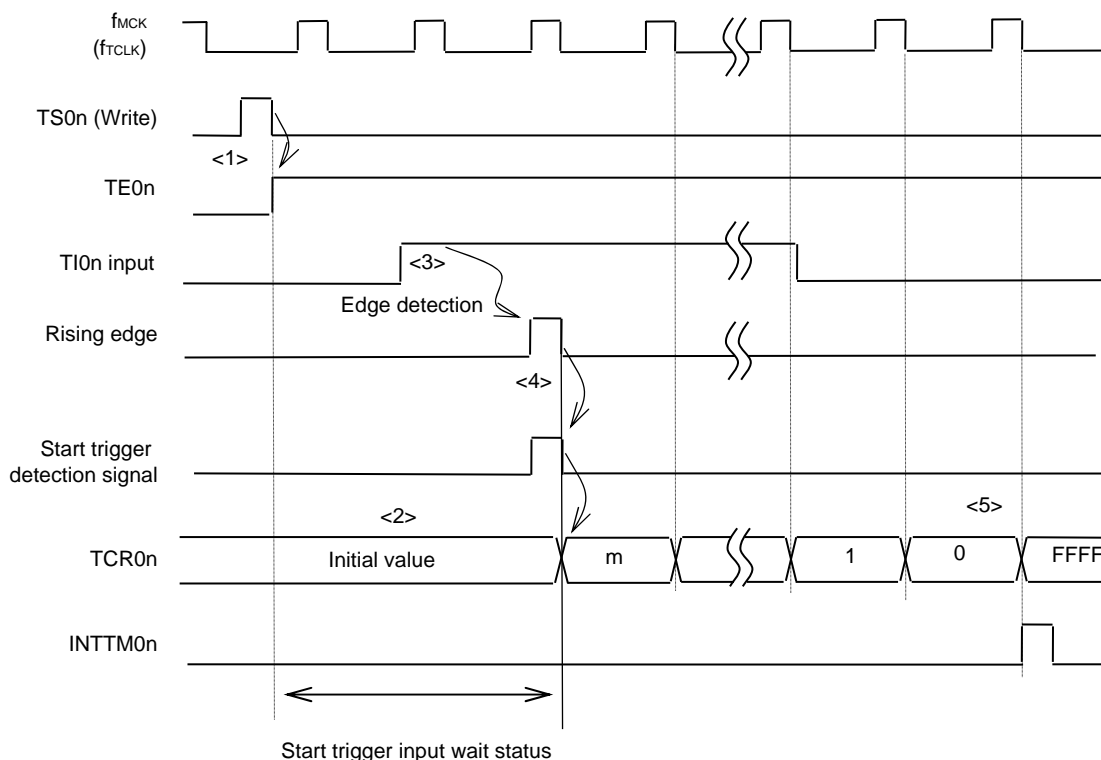 fMCK
(fTCLK)
TS0n (Write)
<1>
TE0n
TI0n input
<3>
Edge detection
Rising edge
<4>
Start trigger
detection signal
<2>
<5>
TCR0n
Initial value
m
1
0
FFFF
INTTM0n
Start trigger input wait status